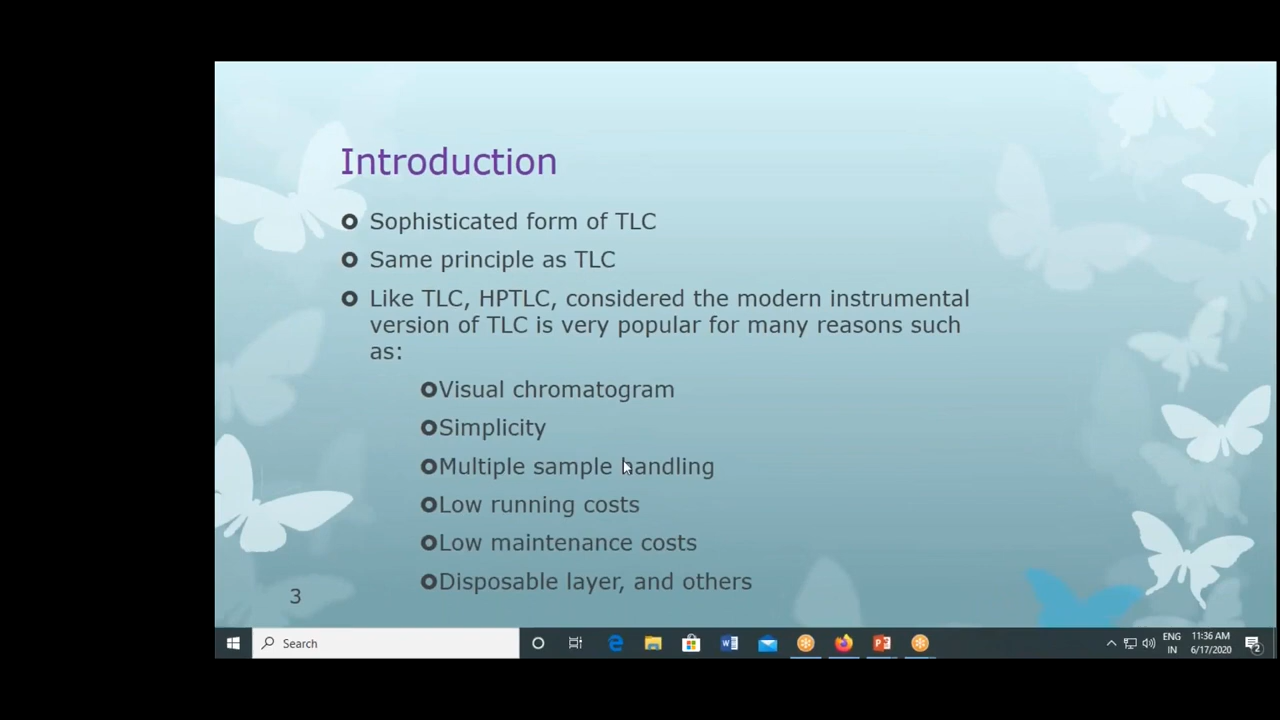 Introduction
Sophisticated form of TLC
Same principle as TLC
Like TLC, HPTLC, considered the modern instrumental
version of TLC is very popular for many reasons such
as:
Visual chromatogram
Simplicity
Multiple sample handling
Low running costs
Low maintenance costs
Disposable layer, and others
3
Search
ENG
IN
11:36 AM
6/17/2020
2